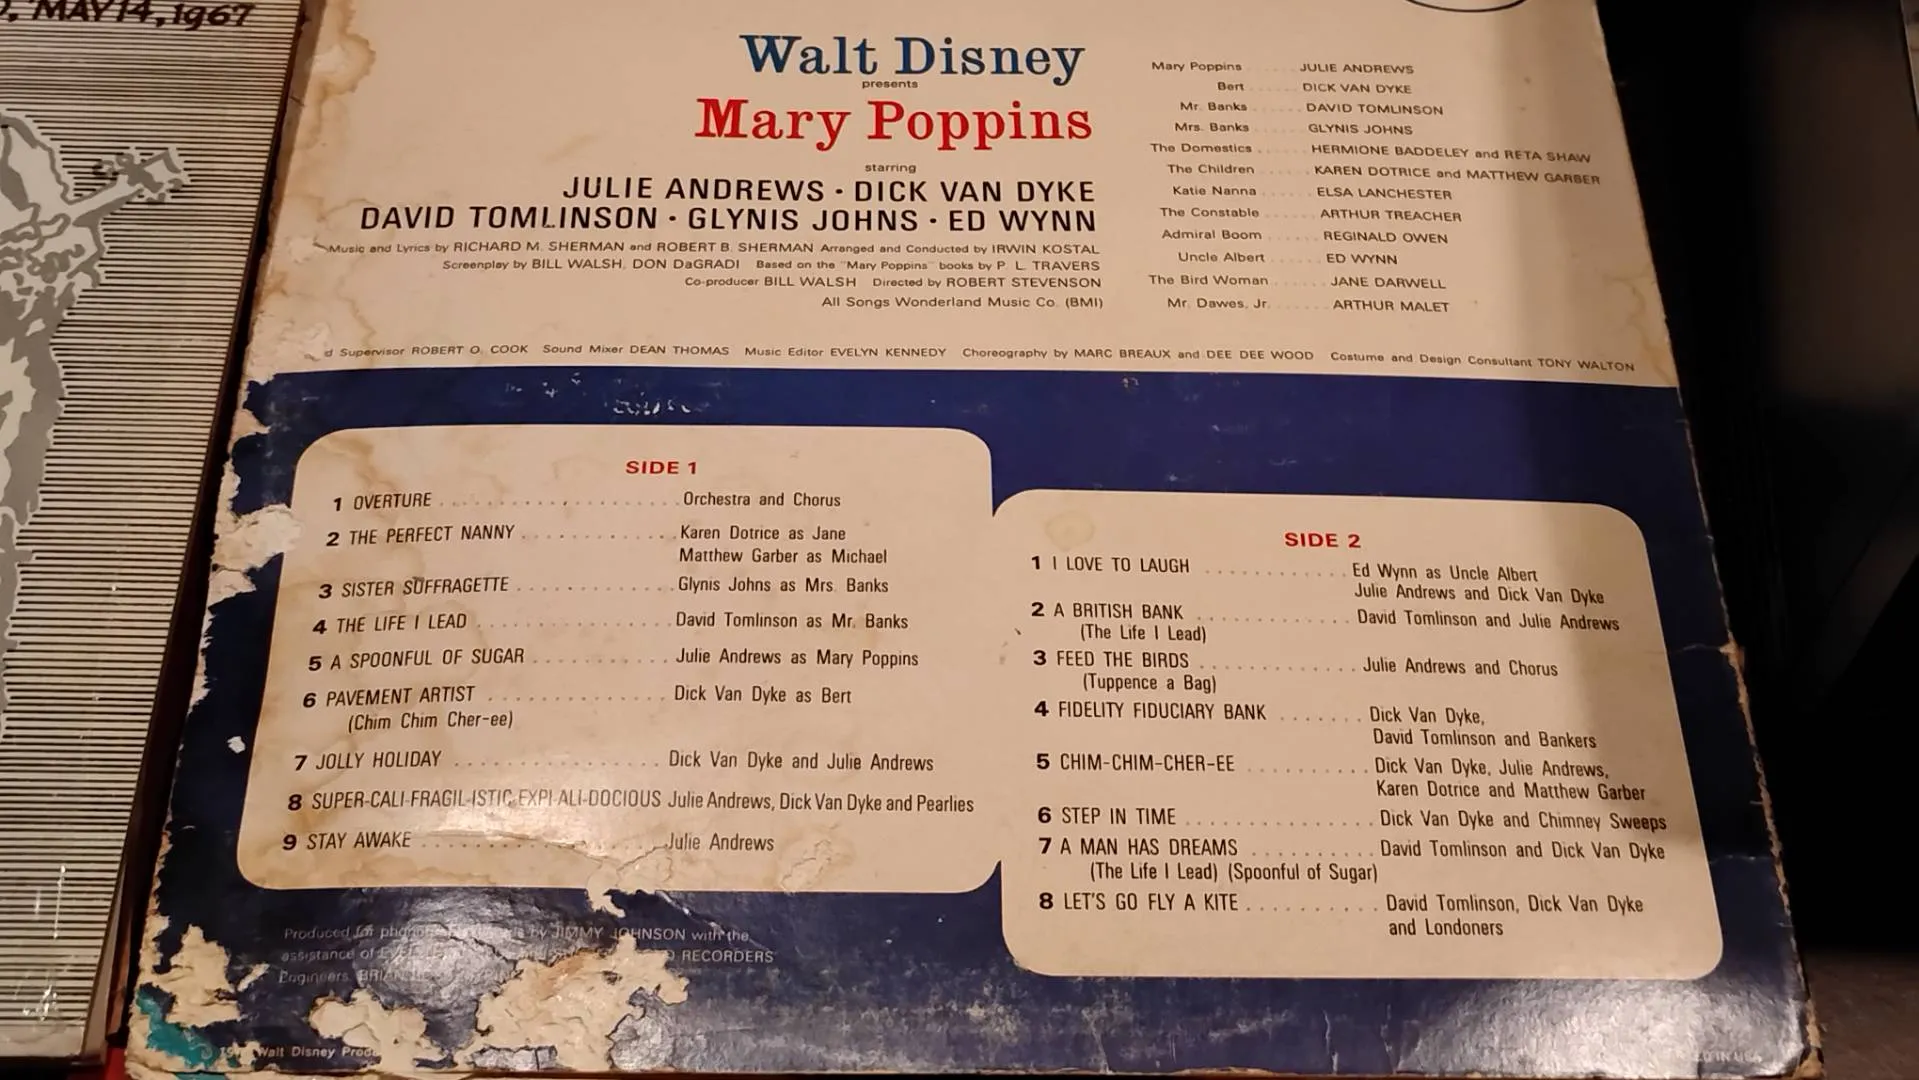 MAY 14, 1967
Walt Disney
presents
Mary Poppins
starring
JULIE ANDREWS · DICK VAN DYKE
DAVID TOMLINSON · GLYNIS JOHNS · ED WYNN
Music and Lyrics by RICHARD M. SHERMAN and ROBERT B. SHERMAN Arranged and Conducted by IRWIN KOSTAL
Screenplay by BILL WALSH, DON DaGRADI Based on the "Mary Poppins" books by P. L. TRAVERS
Co-producer BILL WALSH Directed by ROBERT STEVENSON
All Songs Wonderland Music Co. (BMI)
Mary Poppins ..... JULIE ANDREWS
Bert ...... DICK VAN DYKE
Mr. Banks ...... DAVID TOMLINSON
Mrs. Banks ...... GLYNIS JOHNS
The Domestics ...... HERMIONE BADDELEY and RETA SHAW
The Children ...... KAREN DOTRICE and MATTHEW GARBER
Katie Nanna ...... ELSA LANCHESTER
The Constable ...... ARTHUR TREACHER
Admiral Boom ...... REGINALD OWEN
Uncle Albert ...... ED WYNN
The Bird Woman ...... JANE DARWELL
Mr. Dawes, Jr. ...... ARTHUR MALET
d Supervisor ROBERT O. COOK Sound Mixer DEAN THOMAS Music Editor EVELYN KENNEDY Choreography by MARC BREAUX and DEE DEE WOOD Costume and Design Consultant TONY WALTON
SIDE 1
1 OVERTURE ........ Orchestra and Chorus
2 THE PERFECT NANNY ........ Karen Dotrice as Jane
Matthew Garber as Michael
3 SISTER SUFFRAGETTE ........ Glynis Johns as Mrs. Banks
4 THE LIFE I LEAD ........ David Tomlinson as Mr. Banks
5 A SPOONFUL OF SUGAR ........ Julie Andrews as Mary Poppins
6 PAVEMENT ARTIST ........ Dick Van Dyke as Bert
(Chim Chim Cher-ee)
7 JOLLY HOLIDAY ........ Dick Van Dyke and Julie Andrews
8 SUPER-CALI-FRAGIL-ISTIC-EXPI-ALI-DOCIOUS Julie Andrews, Dick Van Dyke and Pearlies
9 STAY AWAKE ........ Julie Andrews
SIDE 2
1 I LOVE TO LAUGH ........ Ed Wynn as Uncle Albert
Julie Andrews and Dick Van Dyke
2 A BRITISH BANK ........ David Tomlinson and Julie Andrews
(The Life I Lead)
3 FEED THE BIRDS ........ Julie Andrews and Chorus
(Tuppence a Bag)
4 FIDELITY FIDUCIARY BANK ....... Dick Van Dyke,
David Tomlinson and Bankers
5 CHIM-CHIM-CHER-EE ........ Dick Van Dyke, Julie Andrews,
Karen Dotrice and Matthew Garber
6 STEP IN TIME ........ Dick Van Dyke and Chimney Sweeps
7 A MAN HAS DREAMS ........ David Tomlinson and Dick Van Dyke
(The Life I Lead) (Spoonful of Sugar)
8 LET'S GO FLY A KITE ........ David Tomlinson, Dick Van Dyke
and Londoners
Produced for by JIMMY JOHNSON with the
assistance of RECORDERS
Engineers BRIAN
Walt Disney Prod
IN USA